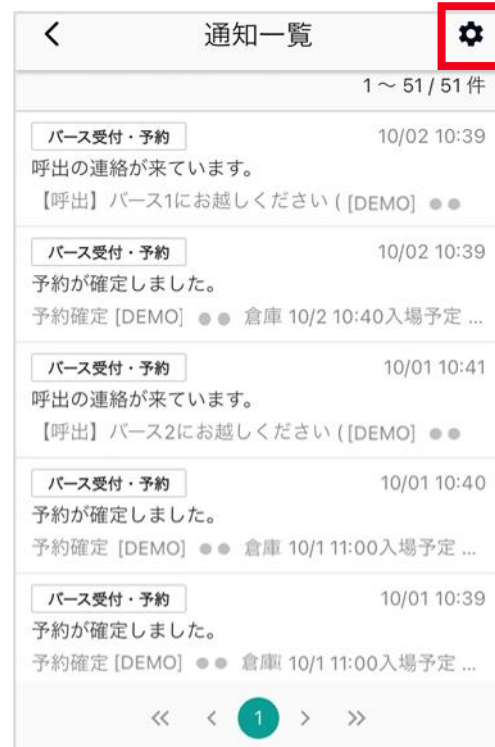 通知一覧
1～51 / 51 件
バース受付・予約 10/02 10:39
呼出の連絡が来ています。
【呼出】バース1にお越しください ( [DEMO] ●●
バース受付・予約 10/02 10:39
予約が確定しました。
予約確定 [DEMO] ●● 倉庫 10/2 10:40入場予定 ...
バース受付・予約 10/01 10:41
呼出の連絡が来ています。
【呼出】バース2にお越しください ( [DEMO] ●●
バース受付・予約 10/01 10:40
予約が確定しました。
予約確定 [DEMO] ●● 倉庫 10/1 11:00入場予定 ...
バース受付・予約 10/01 10:39
予約が確定しました。
予約確定 [DEMO] ●● 倉庫 10/1 11:00入場予定 ...
« < 1 > »